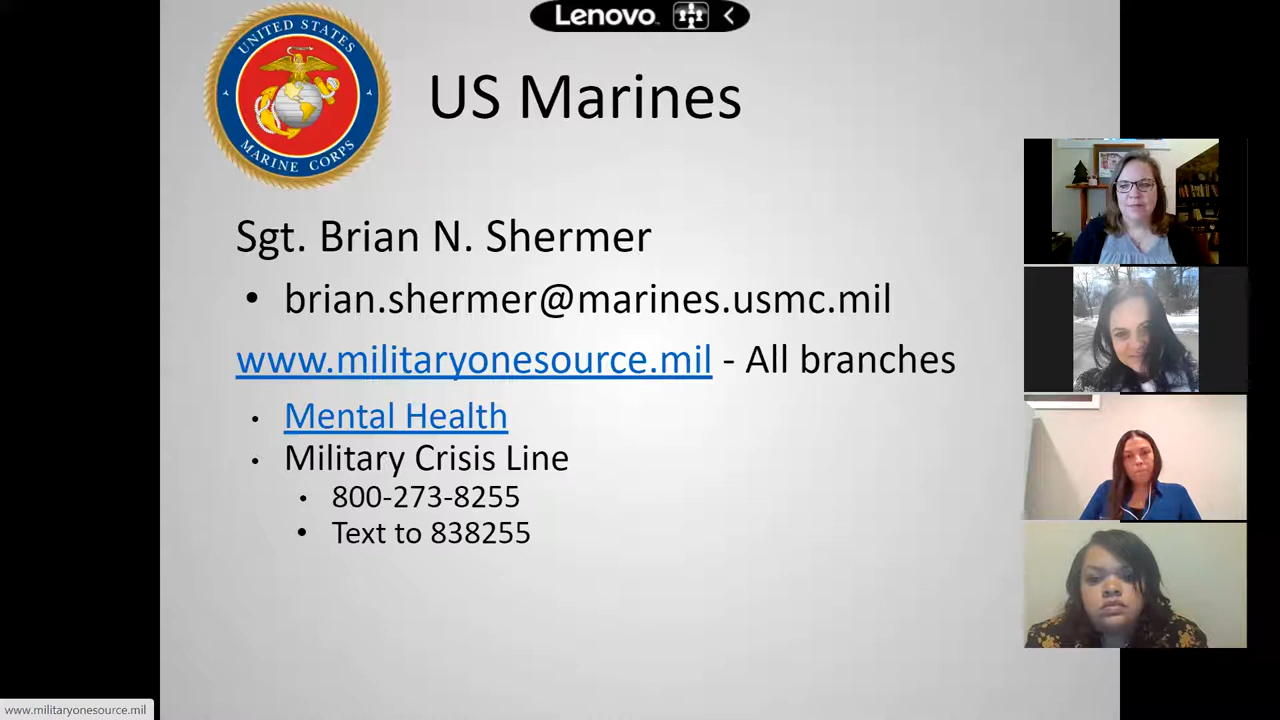 Lenovo
UNITED STATES
MARINE CORPS
US Marines
Sgt. Brian N. Shermer
• brian.shermer@marines.usmc.mil
www.militaryonesource.mil - All branches
• Mental Health
• Military Crisis Line
• 800-273-8255
• Text to 838255
www.militaryonesource.mil